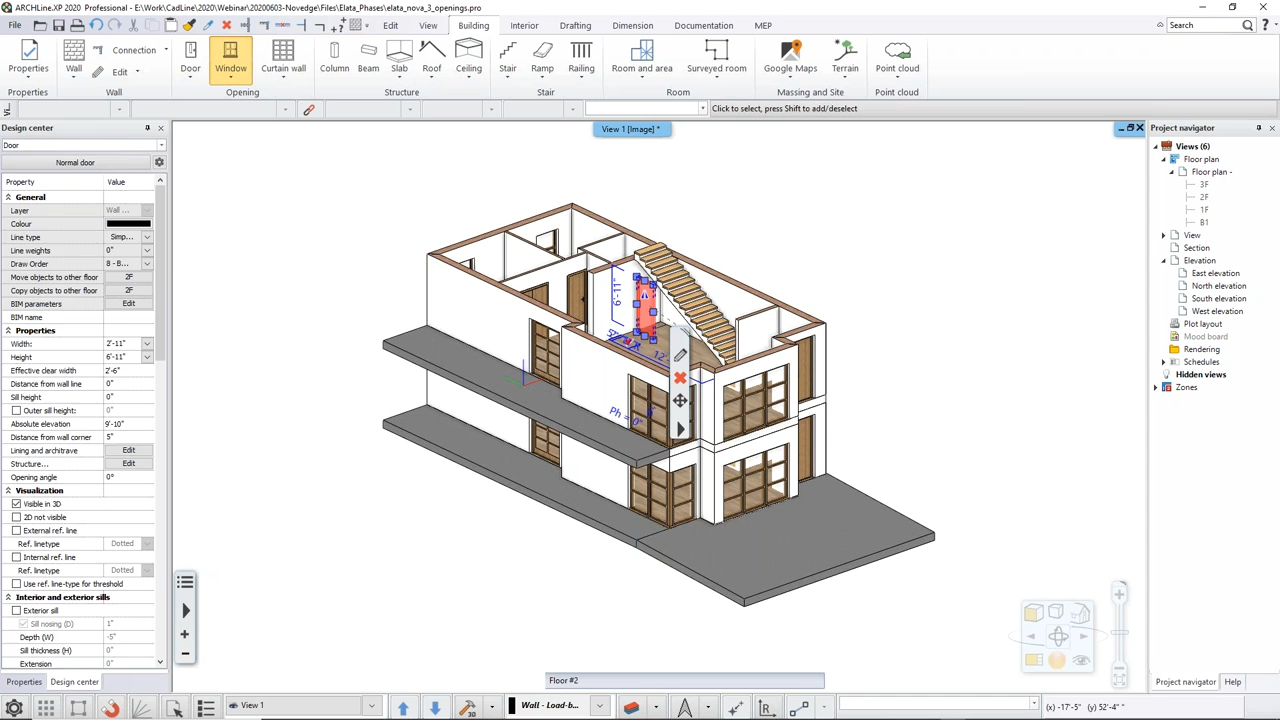 ARCHLine.XP 2020 Professional - E:\Work\CadLine\2020\Webinar\20200603-Novedge\Files\Elata_Phases\elata_nova_3_openings.pro
File
Edit
View
Building
Interior
Drafting
Dimension
Documentation
MEP
Search
Properties
Wall
Connection
Edit
Door
Window
Curtain wall
Column
Beam
Slab
Roof
Ceiling
Stair
Ramp
Railing
Room and area
Surveyed room
Google Maps
Terrain
Point cloud
Properties
Wall
Opening
Structure
Stair
Room
Massing and Site
Point cloud
Click to select, press Shift to add/deselect
Design center
Door
Normal door
Property Value
General
Layer Wall ...
Colour
Line type Simp...
Line weights 0"
Draw Order 8 - B...
Move objects to other floor 2F
Copy objects to other floor 2F
BIM parameters Edit
BIM name
Properties
Width: 2'-11"
Height 6'-11"
Effective clear width 2'-6"
Distance from wall line 0"
Sill height: 0"
Outer sill height: 0"
Absolute elevation 9'-10"
Distance from wall corner 5"
Lining and architrave Edit
Structure... Edit
Opening angle 0°
Visualization
Visible in 3D
2D not visible
External ref. line
Ref. linetype Dotted
Internal ref. line
Ref. linetype Dotted
Use ref. line-type for threshold
Interior and exterior sills
Exterior sill
Sill nosing (D) 1"
Depth (W) -5"
Sill thickness (H) 0"
Extension 0"
Properties
Design center
View 1 [Image] *
6'-11"
Ph = 0"
Floor #2
Project navigator
Views (6)
Floor plan
Floor plan -
3F
2F
1F
B1
View
Section
Elevation
East elevation
North elevation
South elevation
West elevation
Plot layout
Mood board
Rendering
Schedules
Hidden views
Zones
Project navigator
Help
View 1
Wall - Load-b...
(x) -17'-5" (y) 52'-4"